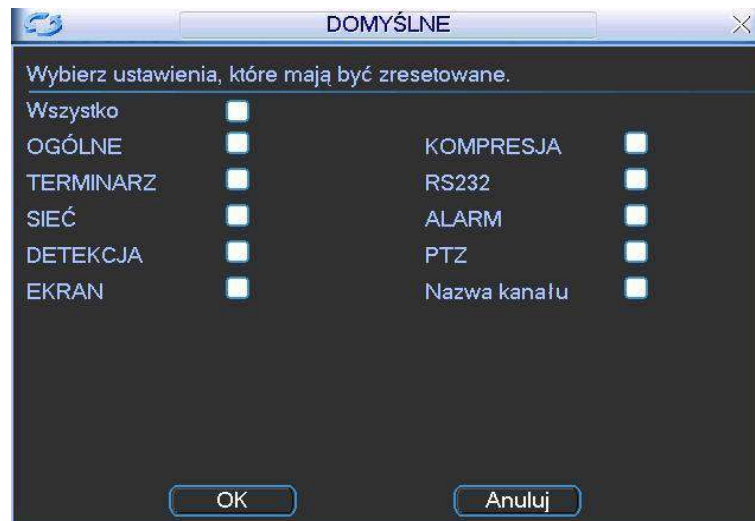 DOMYŚLNE
Wybierz ustawienia, które mają być zresetowane.
Wszystko
OGÓLNE KOMPRESJA
TERMINARZ RS232
SIEĆ ALARM
DETEKCJA PTZ
EKRAN Nazwa kanału
OK Anuluj